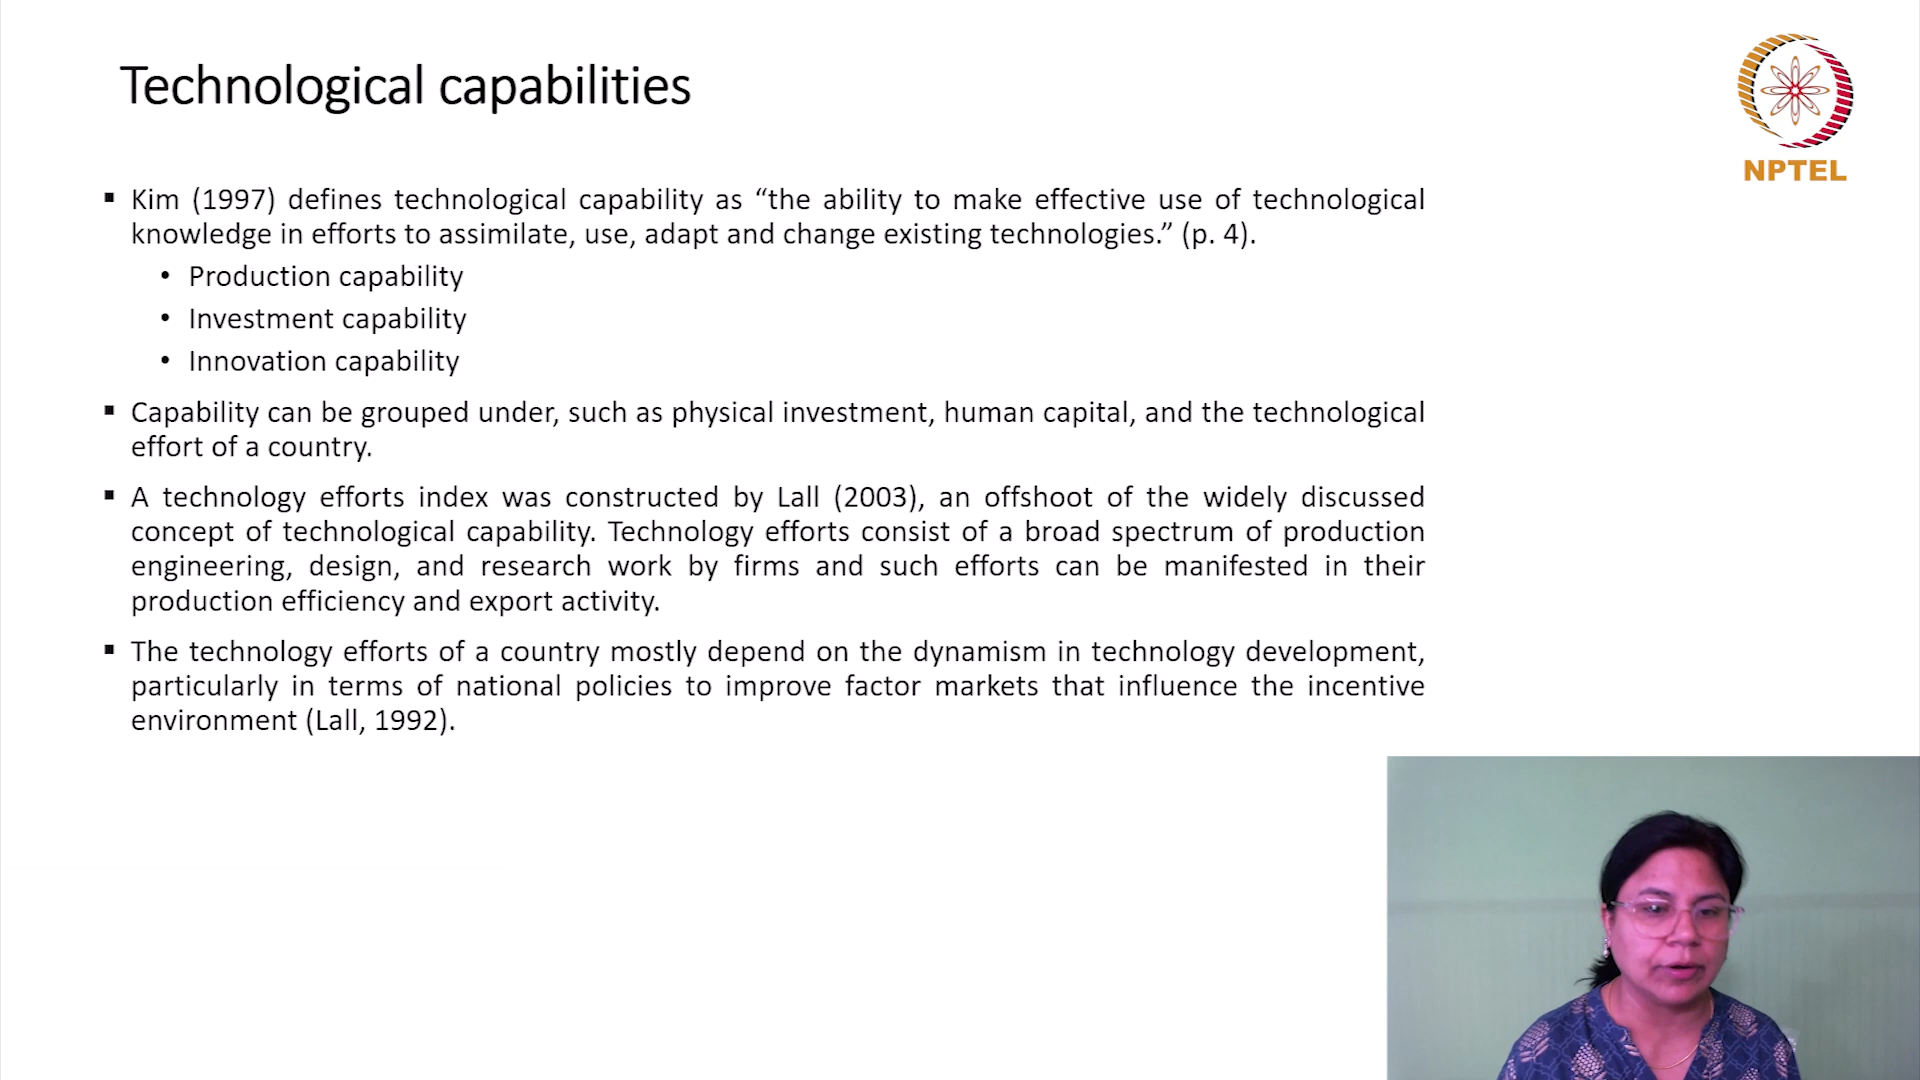 Technological capabilities
NPTEL
▪ Kim (1997) defines technological capability as “the ability to make effective use of technological
knowledge in efforts to assimilate, use, adapt and change existing technologies.” (p. 4).
• Production capability
• Investment capability
• Innovation capability
▪ Capability can be grouped under, such as physical investment, human capital, and the technological
effort of a country.
▪ A technology efforts index was constructed by Lall (2003), an offshoot of the widely discussed
concept of technological capability. Technology efforts consist of a broad spectrum of production
engineering, design, and research work by firms and such efforts can be manifested in their
production efficiency and export activity.
▪ The technology efforts of a country mostly depend on the dynamism in technology development,
particularly in terms of national policies to improve factor markets that influence the incentive
environment (Lall, 1992).